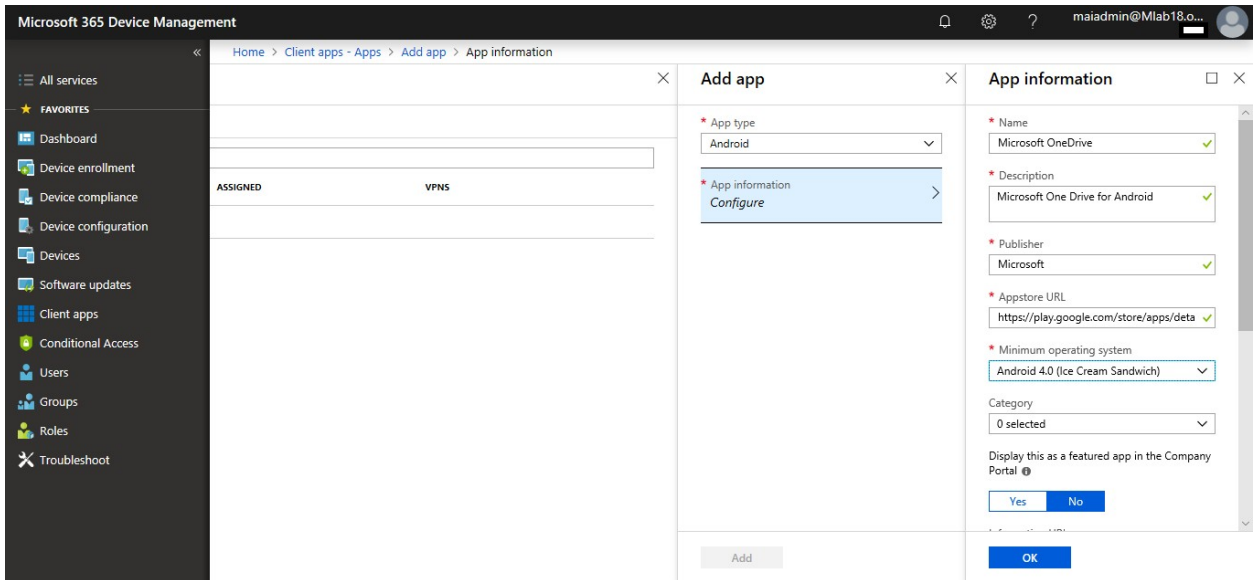 Microsoft 365 Device Management
maiadmin@Mlab18.o...
Home > Client apps - Apps > Add app > App information
All services
FAVORITES
Dashboard
Device enrollment
Device compliance
Device configuration
Devices
Software updates
Client apps
Conditional Access
Users
Groups
Roles
Troubleshoot
ASSIGNED VPNS
Add app
* App type
Android
* App information
Configure
Add
App information
* Name
Microsoft OneDrive
* Description
Microsoft One Drive for Android
* Publisher
Microsoft
* Appstore URL
https://play.google.com/store/apps/deta
* Minimum operating system
Android 4.0 (Ice Cream Sandwich)
Category
0 selected
Display this as a featured app in the Company
Portal
Yes No
OK